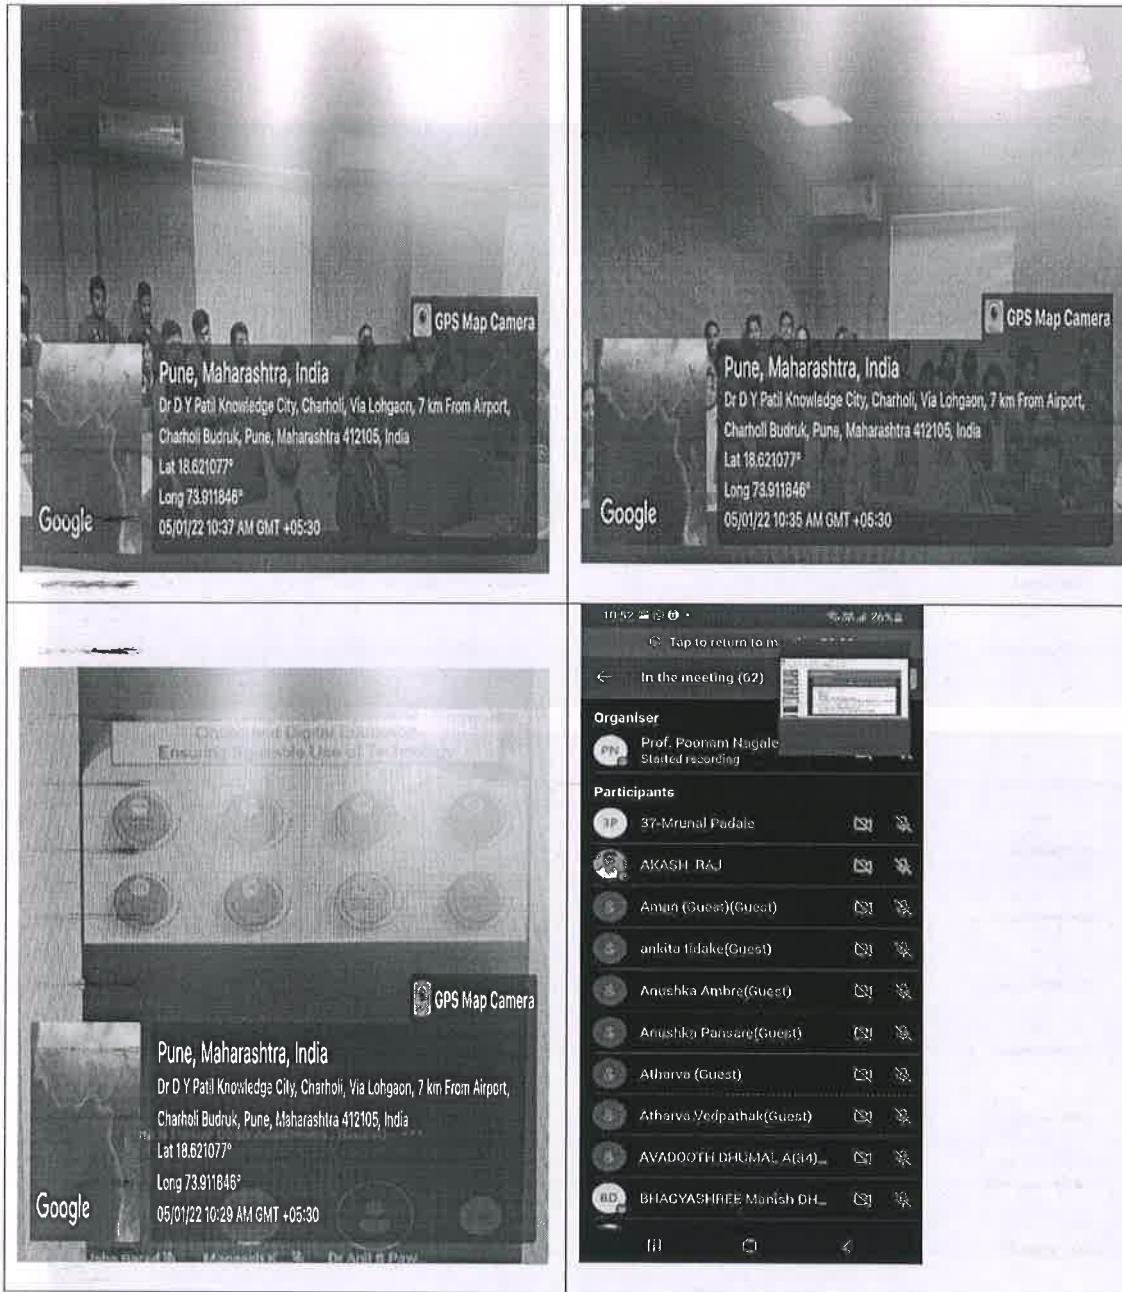 GPS Map Camera
Pune, Maharashtra, India
Dr D Y Patil Knowledge City, Charholi, Via Lohgaon, 7 km From Airport,
Charholi Budruk, Pune, Maharashtra 412105, India
Lat 18.621077°
Long 73.911846°
05/01/22 10:37 AM GMT +05:30
Google
GPS Map Camera
Pune, Maharashtra, India
Dr D Y Patil Knowledge City, Charholi, Via Lohgaon, 7 km From Airport,
Charholi Budruk, Pune, Maharashtra 412105, India
Lat 18.621077°
Long 73.911846°
05/01/22 10:35 AM GMT +05:30
Google
Digital
Ensuring Use of Technology
GPS Map Camera
Pune, Maharashtra, India
Dr D Y Patil Knowledge City, Charholi, Via Lohgaon, 7 km From Airport,
Charholi Budruk, Pune, Maharashtra 412105, India
Lat 18.621077°
Long 73.911846°
05/01/22 10:29 AM GMT +05:30
Google
10:52 26%
Tap to return to m
In the meeting (62)
Organiser
PN Prof. Poonam Nagale
Started recording
Participants
3P 37-Mrunal Padale
AKASH RAJ
Aman (Guest)(Guest)
ankita tidake(Guest)
Anushka Ambre(Guest)
Anushka Pansare(Guest)
Atharva (Guest)
Atharva Vedpathak(Guest)
AVADOOTH DHUMAL A(34)...
BD BHAGYASHREE Manish DH...